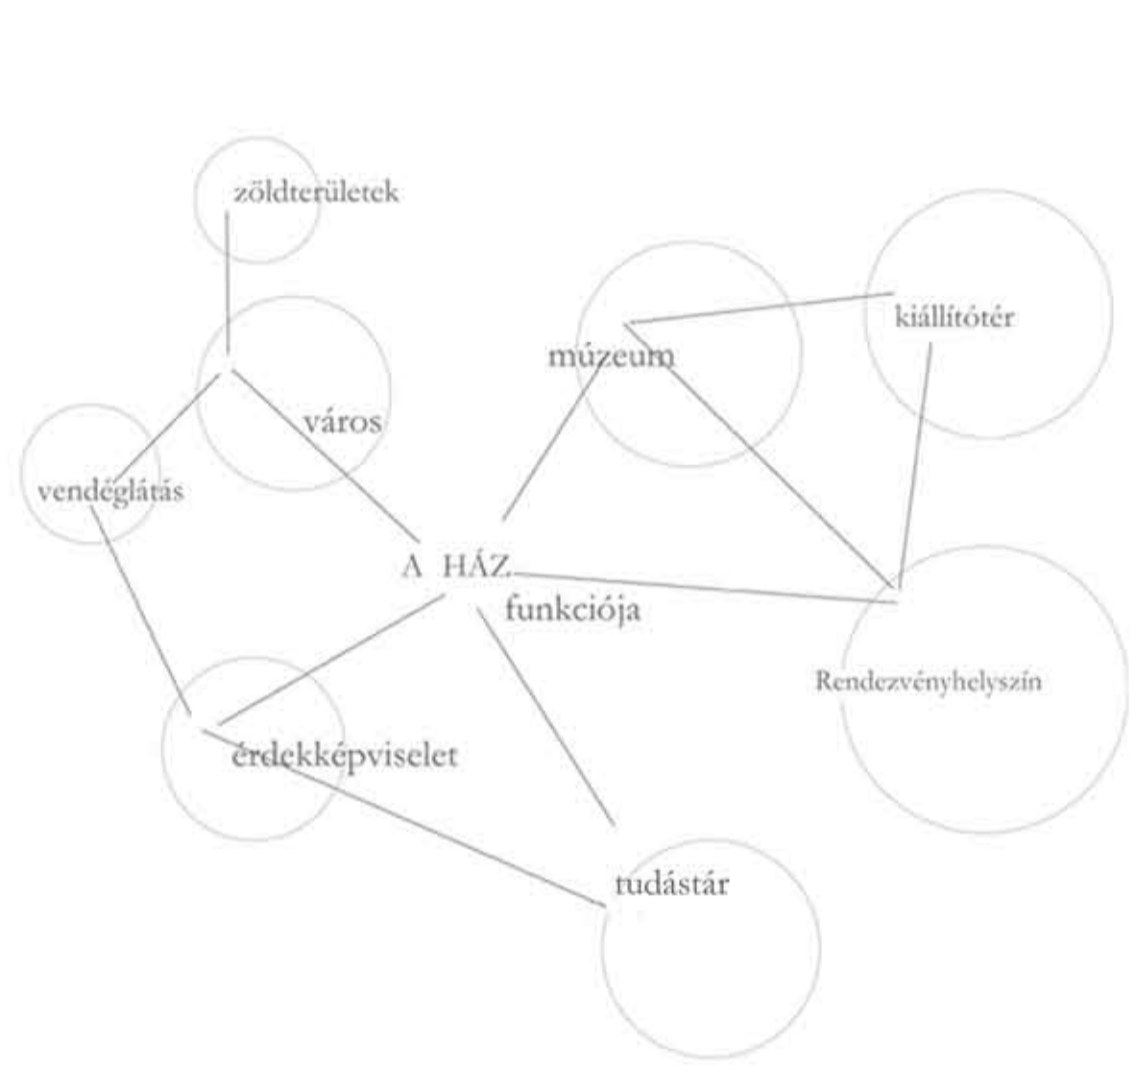 zöldterületek
kiállítótér
múzeum
város
vendéglátás
A HÁZ
funkciója
Rendezvényhelyszín
érdekképviselet
tudástár